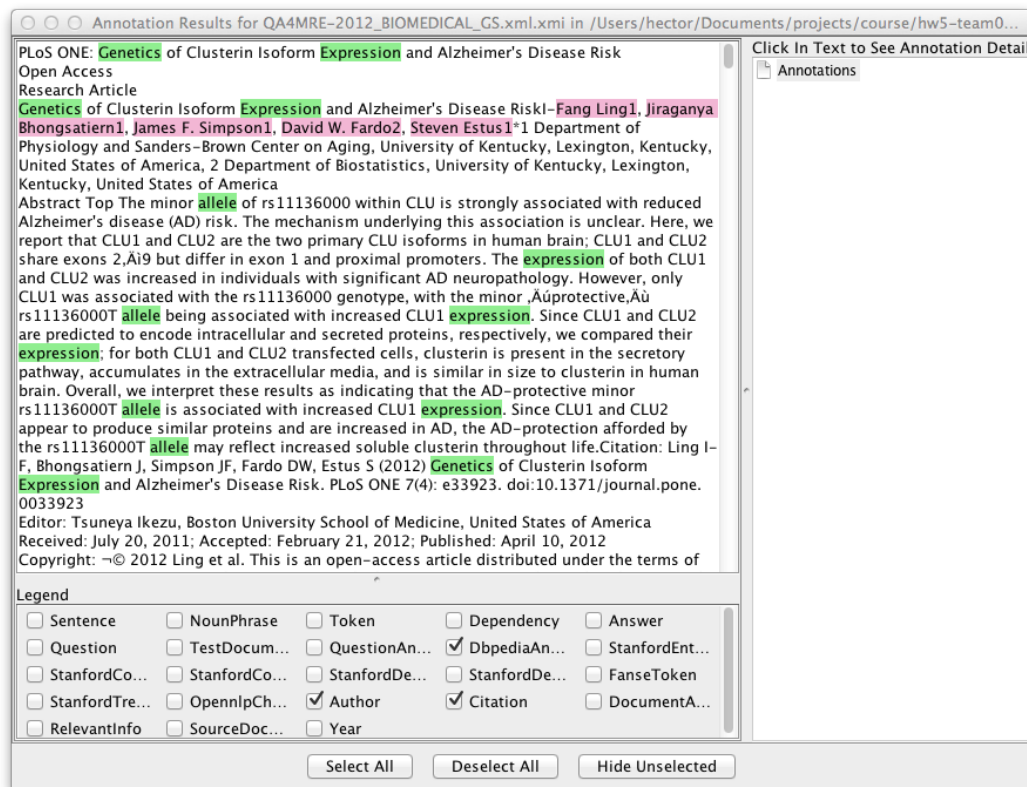 Annotation Results for QA4MRE-2012_BIOMEDICAL_GS.xml.xmi in /Users/hector/Documents/projects/course/hw5-team0...
PLoS ONE: Genetics of Clusterin Isoform Expression and Alzheimer's Disease Risk
Open Access
Research Article
Genetics of Clusterin Isoform Expression and Alzheimer's Disease RiskI-Fang Ling1, Jiraganya
Bhongsatiern1, James F. Simpson1, David W. Fardo2, Steven Estus1*1 Department of
Physiology and Sanders-Brown Center on Aging, University of Kentucky, Lexington, Kentucky,
United States of America, 2 Department of Biostatistics, University of Kentucky, Lexington,
Kentucky, United States of America
Abstract Top The minor allele of rs11136000 within CLU is strongly associated with reduced
Alzheimer's disease (AD) risk. The mechanism underlying this association is unclear. Here, we
report that CLU1 and CLU2 are the two primary CLU isoforms in human brain; CLU1 and CLU2
share exons 2‚Äì9 but differ in exon 1 and proximal promoters. The expression of both CLU1
and CLU2 was increased in individuals with significant AD neuropathology. However, only
CLU1 was associated with the rs11136000 genotype, with the minor ‚Äúprotective‚Äù
rs11136000T allele being associated with increased CLU1 expression. Since CLU1 and CLU2
are predicted to encode intracellular and secreted proteins, respectively, we compared their
expression; for both CLU1 and CLU2 transfected cells, clusterin is present in the secretory
pathway, accumulates in the extracellular media, and is similar in size to clusterin in human
brain. Overall, we interpret these results as indicating that the AD-protective minor
rs11136000T allele is associated with increased CLU1 expression. Since CLU1 and CLU2
appear to produce similar proteins and are increased in AD, the AD-protection afforded by
the rs11136000T allele may reflect increased soluble clusterin throughout life.Citation: Ling I-
F, Bhongsatiern J, Simpson JF, Fardo DW, Estus S (2012) Genetics of Clusterin Isoform
Expression and Alzheimer's Disease Risk. PLoS ONE 7(4): e33923. doi:10.1371/journal.pone.
0033923
Editor: Tsuneya Ikezu, Boston University School of Medicine, United States of America
Received: July 20, 2011; Accepted: February 21, 2012; Published: April 10, 2012
Copyright: ¬© 2012 Ling et al. This is an open-access article distributed under the terms of
Click In Text to See Annotation Detai
Annotations
Legend
Sentence NounPhrase Token Dependency Answer
Question TestDocum... QuestionAn... DbpediaAn... StanfordEnt...
StanfordCo... StanfordCo... StanfordDe... StanfordDe... FanseToken
StanfordTre... OpennlpCh... Author Citation DocumentA...
RelevantInfo SourceDoc... Year
Select All Deselect All Hide Unselected